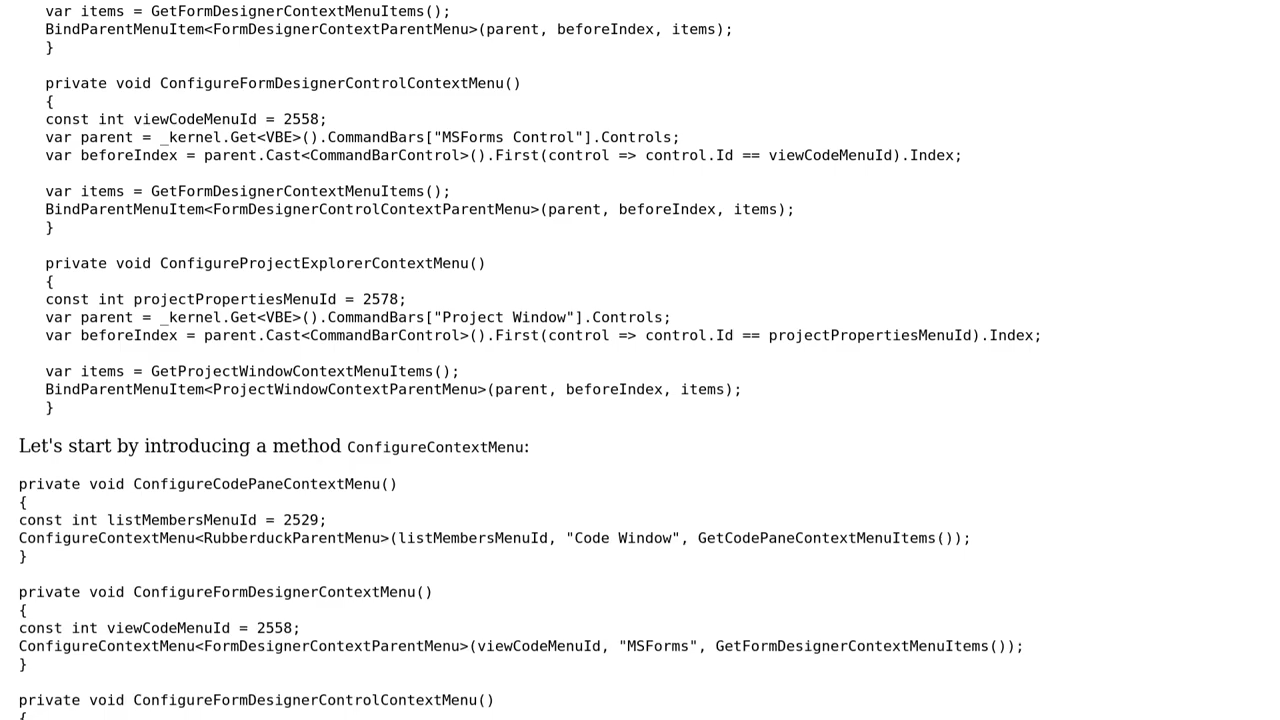 var items = GetFormDesignerContextMenuItems();
BindParentMenuItem<FormDesignerContextParentMenu>(parent, beforeIndex, items);
}
private void ConfigureFormDesignerControlContextMenu()
{
const int viewCodeMenuId = 2558;
var parent = _kernel.Get<VBE>().CommandBars["MSForms Control"].Controls;
var beforeIndex = parent.Cast<CommandBarControl>().First(control => control.Id == viewCodeMenuId).Index;
var items = GetFormDesignerContextMenuItems();
BindParentMenuItem<FormDesignerControlContextParentMenu>(parent, beforeIndex, items);
}
private void ConfigureProjectExplorerContextMenu()
{
const int projectPropertiesMenuId = 2578;
var parent = _kernel.Get<VBE>().CommandBars["Project Window"].Controls;
var beforeIndex = parent.Cast<CommandBarControl>().First(control => control.Id == projectPropertiesMenuId).Index;
var items = GetProjectWindowContextMenuItems();
BindParentMenuItem<ProjectWindowContextParentMenu>(parent, beforeIndex, items);
}
Let's start by introducing a method ConfigureContextMenu:
private void ConfigureCodePaneContextMenu()
{
const int listMembersMenuId = 2529;
ConfigureContextMenu<RubberduckParentMenu>(listMembersMenuId, "Code Window", GetCodePaneContextMenuItems());
}
private void ConfigureFormDesignerContextMenu()
{
const int viewCodeMenuId = 2558;
ConfigureContextMenu<FormDesignerContextParentMenu>(viewCodeMenuId, "MSForms", GetFormDesignerContextMenuItems());
}
private void ConfigureFormDesignerControlContextMenu()
{